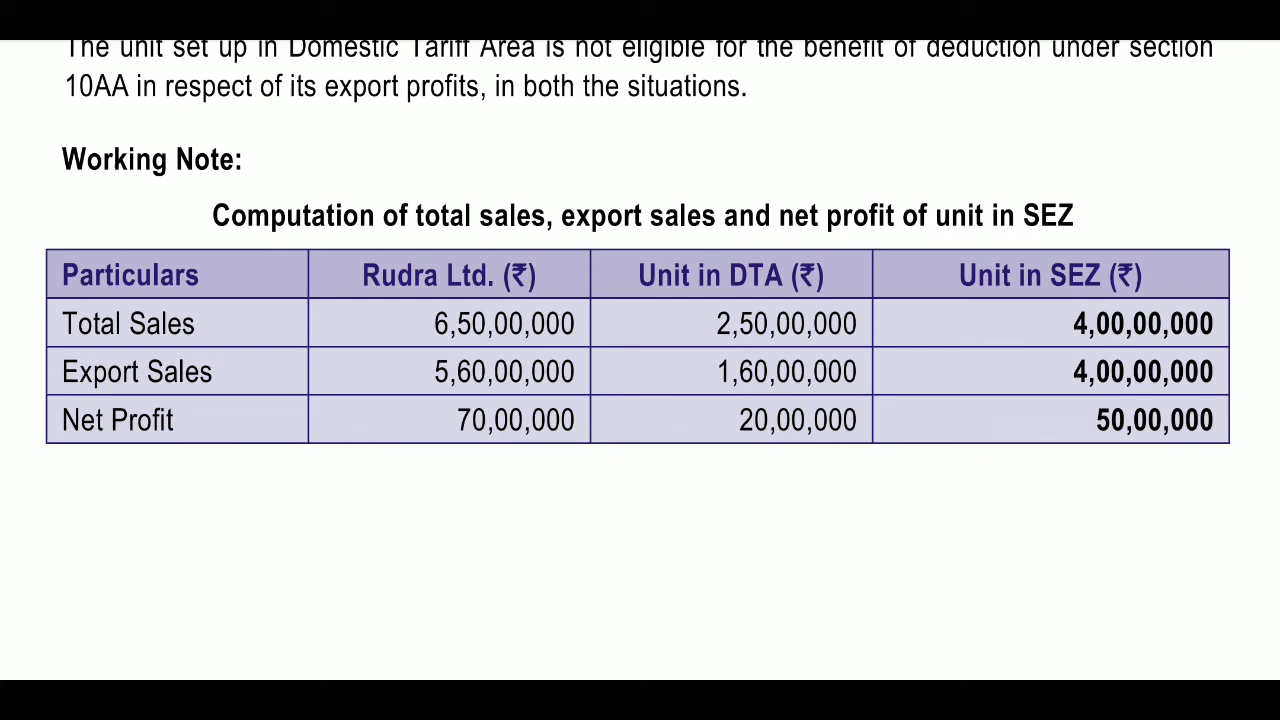 The unit set up in Domestic Tariff Area is not eligible for the benefit of deduction under section
10AA in respect of its export profits, in both the situations.
Working Note:
Computation of total sales, export sales and net profit of unit in SEZ
Particulars Rudra Ltd. (₹) Unit in DTA (₹) Unit in SEZ (₹)
Total Sales 6,50,00,000 2,50,00,000 4,00,00,000
Export Sales 5,60,00,000 1,60,00,000 4,00,00,000
Net Profit 70,00,000 20,00,000 50,00,000